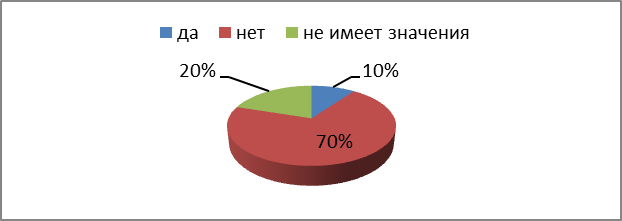 да нет не имеет значения
20% 10%
70%